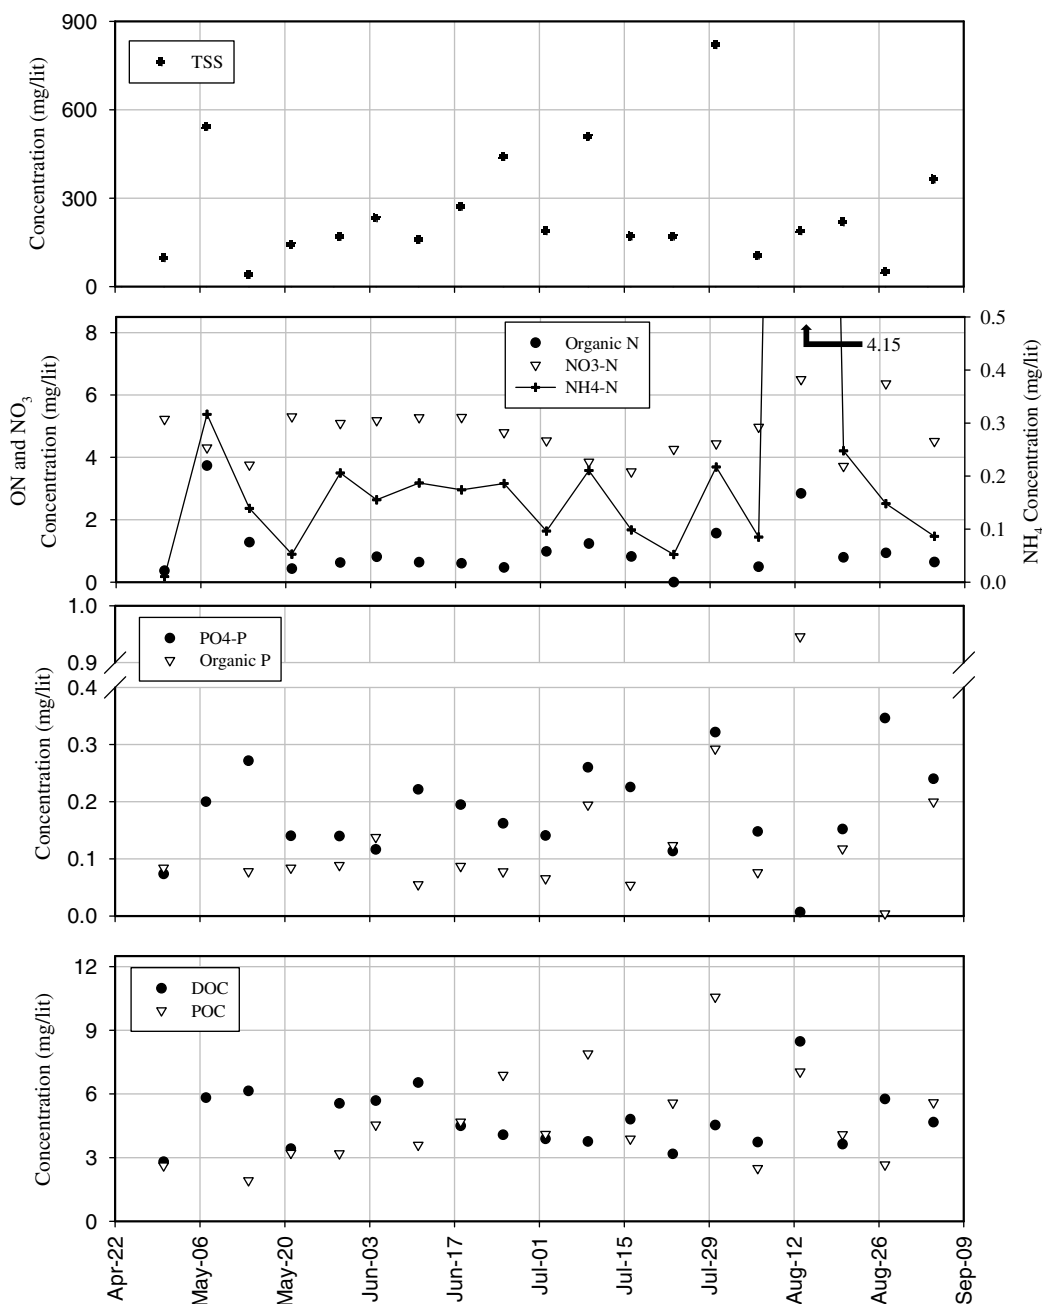 900
600
300
0
Concentration (mg/lit)
TSS
8
6
4
2
0
ON and NO3
Concentration (mg/lit)
Organic N
NO3-N
NH4-N
4.15
0.5
0.4
0.3
0.2
0.1
0.0
NH4 Concentration (mg/lit)
1.0
0.9
0.4
0.3
0.2
0.1
0.0
Concentration (mg/lit)
PO4-P
Organic P
12
9
6
3
0
Concentration (mg/lit)
DOC
POC
Apr-22
May-06
May-20
Jun-03
Jun-17
Jul-01
Jul-15
Jul-29
Aug-12
Aug-26
Sep-09